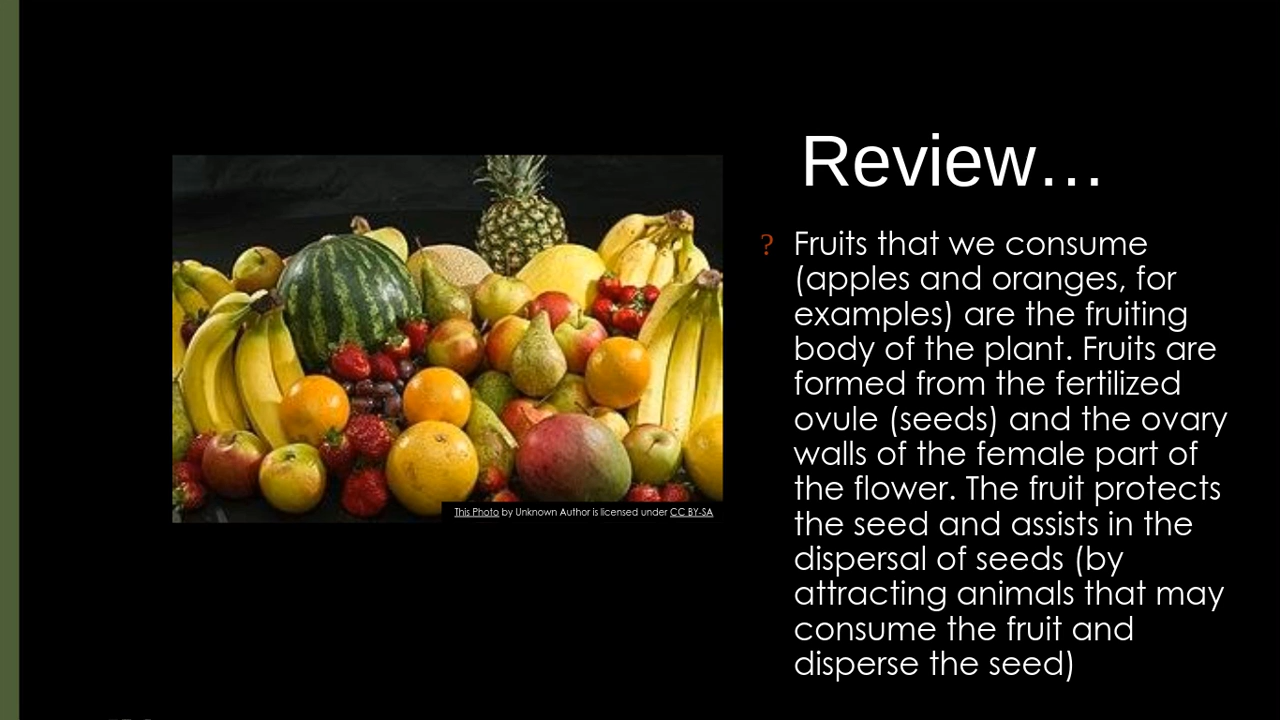 Review…
? Fruits that we consume
(apples and oranges, for
examples) are the fruiting
body of the plant. Fruits are
formed from the fertilized
ovule (seeds) and the ovary
walls of the female part of
the flower. The fruit protects
the seed and assists in the
dispersal of seeds (by
attracting animals that may
consume the fruit and
disperse the seed)
This Photo by Unknown Author is licensed under CC BY-SA